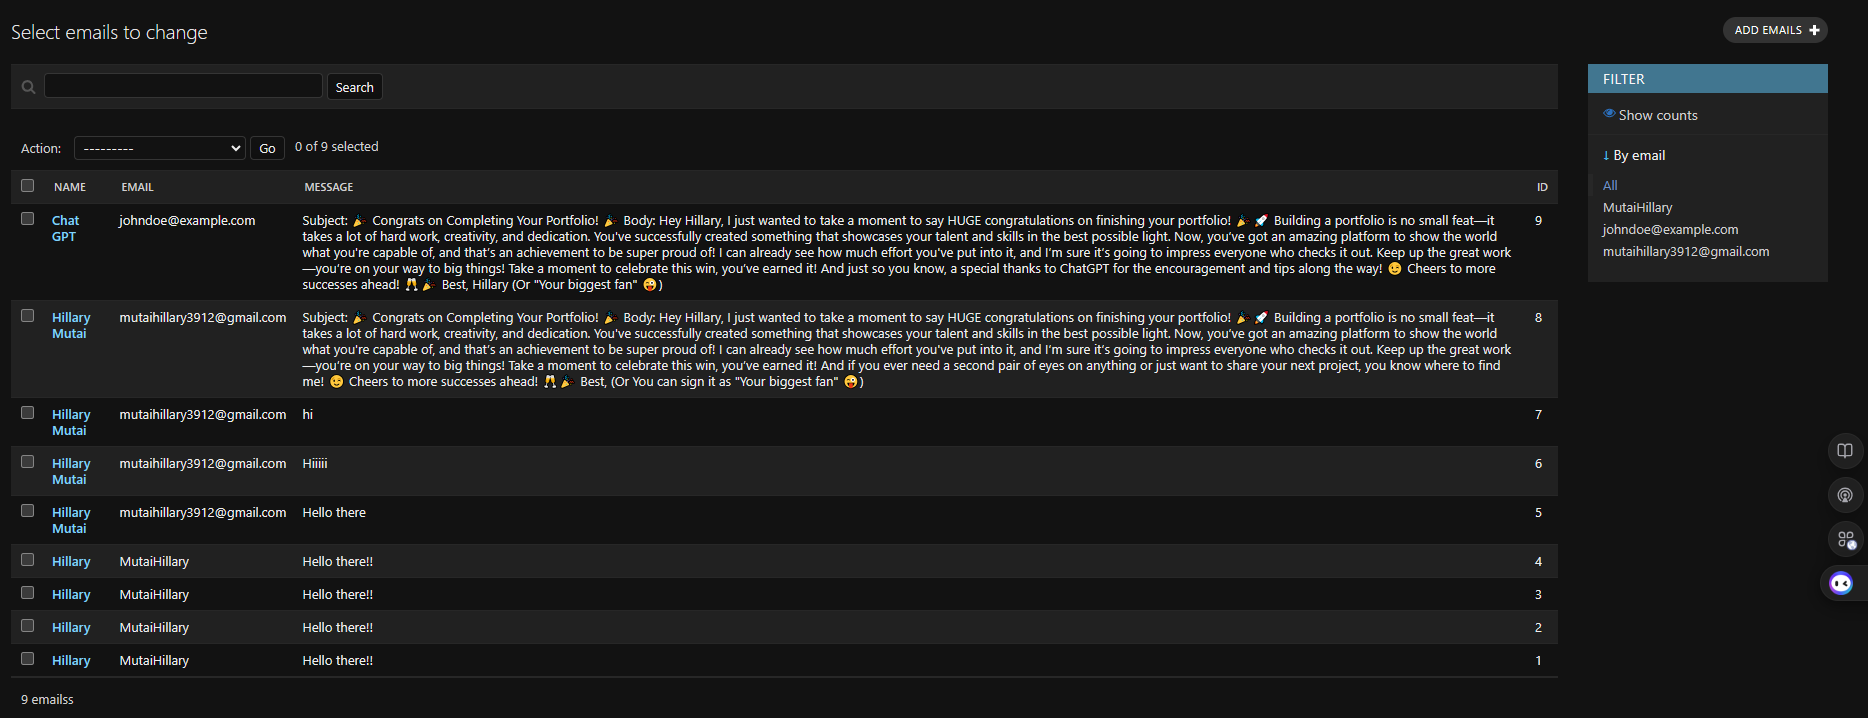 Select emails to change
ADD EMAILS
Search
FILTER
Show counts
Action: --------- Go 0 of 9 selected
↓ By email
All
MutaiHillary
johndoe@example.com
mutaihillary3912@gmail.com
NAME EMAIL MESSAGE ID
Chat GPT johndoe@example.com Subject: 🎉 Congrats on Completing Your Portfolio! 🎉 Body: Hey Hillary, I just wanted to take a moment to say HUGE congratulations on finishing your portfolio! 🎉 🚀 Building a portfolio is no small feat—it 9
takes a lot of hard work, creativity, and dedication. You've successfully created something that showcases your talent and skills in the best possible light. Now, you've got an amazing platform to show the world
what you're capable of, and that's an achievement to be super proud of! I can already see how much effort you've put into it, and I'm sure it's going to impress everyone who checks it out. Keep up the great work
—you're on your way to big things! Take a moment to celebrate this win, you've earned it! And just so you know, a special thanks to ChatGPT for the encouragement and tips along the way! 😉 Cheers to more
successes ahead! 🥂 🎉 Best, Hillary (Or "Your biggest fan" 😜)
Hillary Mutai mutaihillary3912@gmail.com Subject: 🎉 Congrats on Completing Your Portfolio! 🎉 Body: Hey Hillary, I just wanted to take a moment to say HUGE congratulations on finishing your portfolio! 🎉 🚀 Building a portfolio is no small feat—it 8
takes a lot of hard work, creativity, and dedication. You've successfully created something that showcases your talent and skills in the best possible light. Now, you've got an amazing platform to show the world
what you're capable of, and that's an achievement to be super proud of! I can already see how much effort you've put into it, and I'm sure it's going to impress everyone who checks it out. Keep up the great work
—you're on your way to big things! Take a moment to celebrate this win, you've earned it! And if you ever need a second pair of eyes on anything or just want to share your next project, you know where to find
me! 😉 Cheers to more successes ahead! 🥂 🎉 Best, (Or You can sign it as "Your biggest fan" 😜)
Hillary Mutai mutaihillary3912@gmail.com hi 7
Hillary Mutai mutaihillary3912@gmail.com Hiiiii 6
Hillary Mutai mutaihillary3912@gmail.com Hello there 5
Hillary MutaiHillary Hello there!! 4
Hillary MutaiHillary Hello there!! 3
Hillary MutaiHillary Hello there!! 2
Hillary MutaiHillary Hello there!! 1
9 emailss